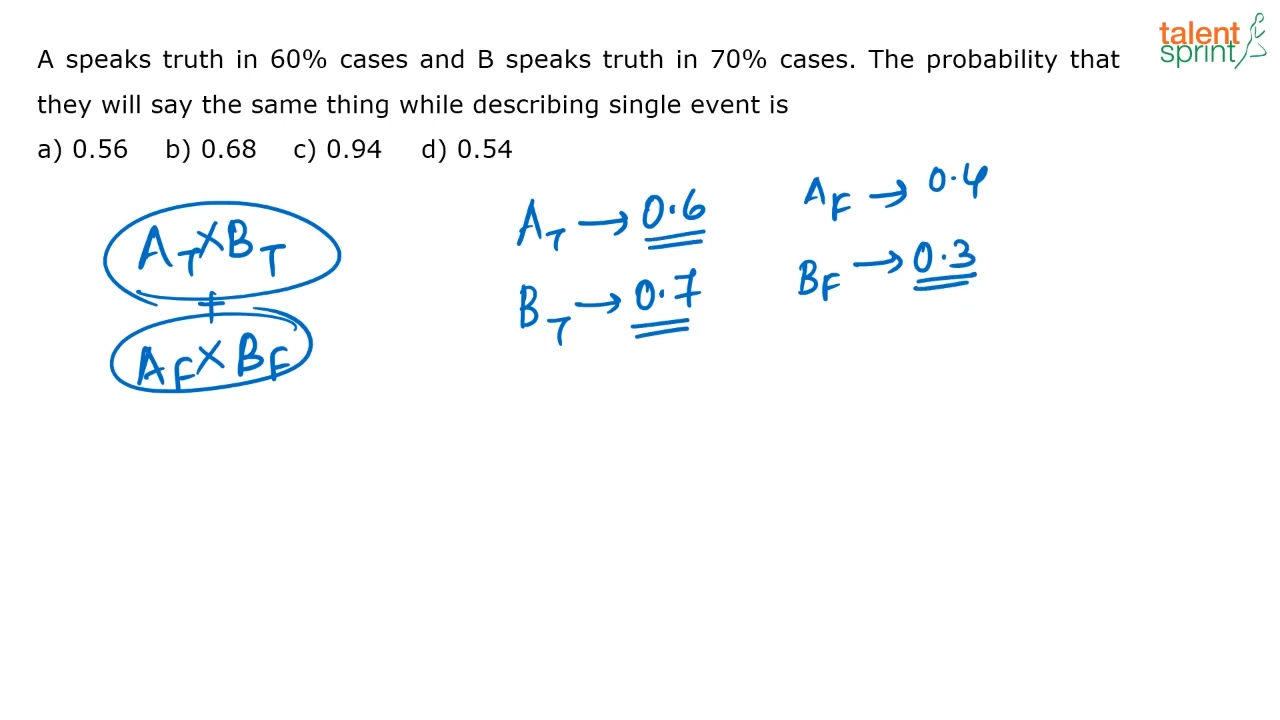 talent
sprint
A speaks truth in 60% cases and B speaks truth in 70% cases. The probability that
they will say the same thing while describing single event is
a) 0.56 b) 0.68 c) 0.94 d) 0.54
A_T × B_T
+
A_F × B_F
A_T → 0.6
B_T → 0.7
A_F → 0.4
B_F → 0.3